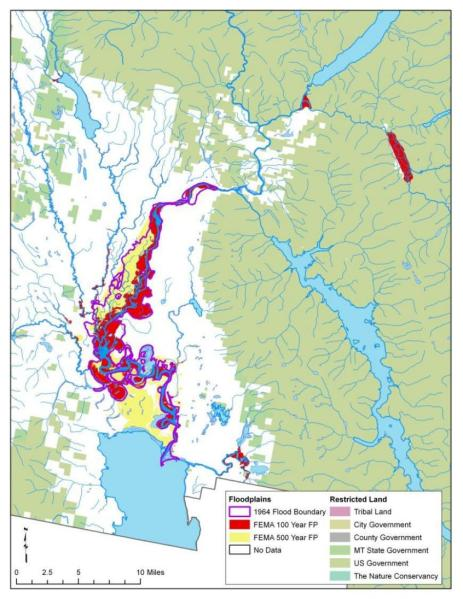 Floodplains
1964 Flood Boundary
FEMA 100 Year FP
FEMA 500 Year FP
No Data
Restricted Land
Tribal Land
City Government
County Government
MT State Government
US Government
The Nature Conservancy
0 2.5 5 10 Miles